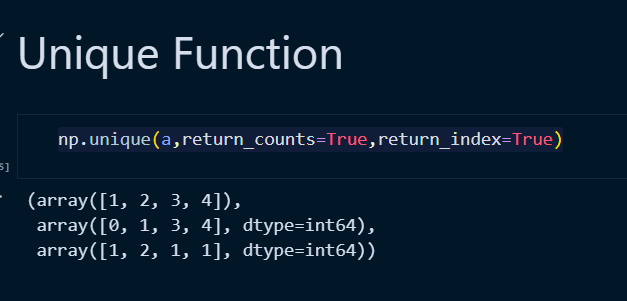 Unique Function
np.unique(a,return_counts=True,return_index=True)
5]
(array([1, 2, 3, 4]),
array([0, 1, 3, 4], dtype=int64),
array([1, 2, 1, 1], dtype=int64))